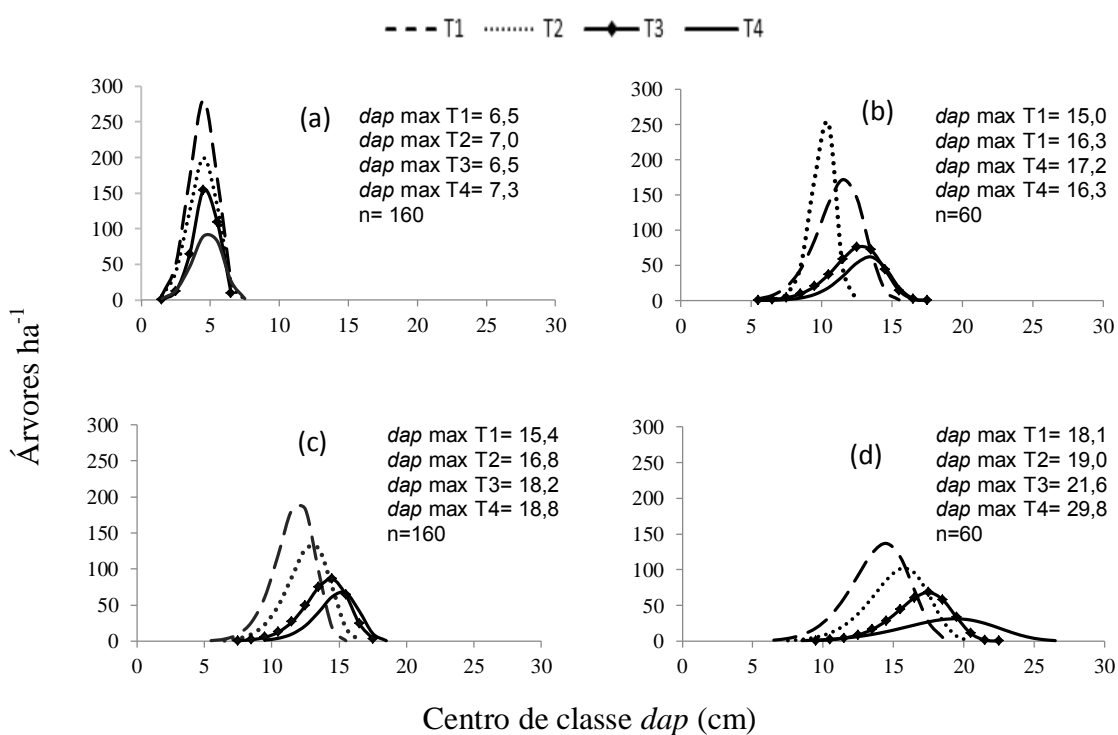 T1 T2 T3 T4
300
250
200
150
100
50
0
0 5 10 15 20 25 30
(a)
dap max T1= 6,5
dap max T2= 7,0
dap max T3= 6,5
dap max T4= 7,3
n= 160
300
250
200
150
100
50
0
0 5 10 15 20 25 30
(b)
dap max T1= 15,0
dap max T1= 16,3
dap max T4= 17,2
dap max T4= 16,3
n=60
Árvores ha-1
300
250
200
150
100
50
0
0 5 10 15 20 25 30
(c)
dap max T1= 15,4
dap max T2= 16,8
dap max T3= 18,2
dap max T4= 18,8
n=160
300
250
200
150
100
50
0
0 5 10 15 20 25 30
(d)
dap max T1= 18,1
dap max T2= 19,0
dap max T3= 21,6
dap max T4= 29,8
n=60
Centro de classe dap (cm)